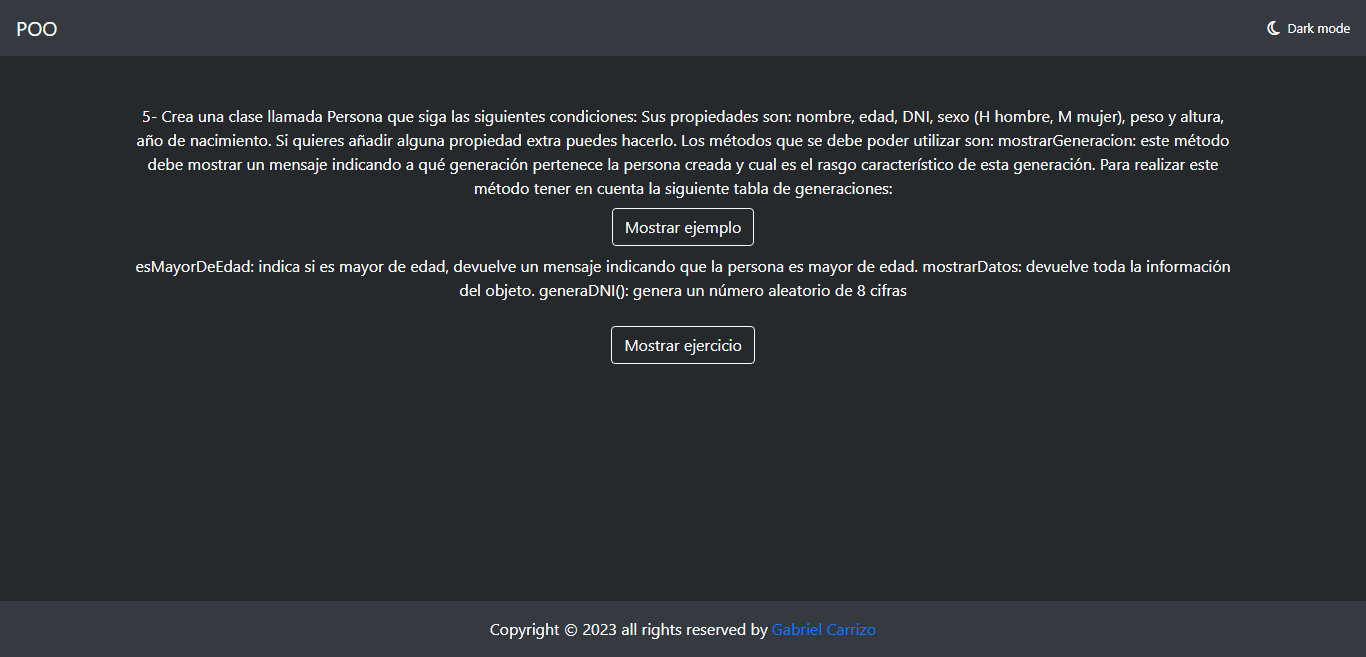 POO
Dark mode
5- Crea una clase llamada Persona que siga las siguientes condiciones: Sus propiedades son: nombre, edad, DNI, sexo (H hombre, M mujer), peso y altura,
año de nacimiento. Si quieres añadir alguna propiedad extra puedes hacerlo. Los métodos que se debe poder utilizar son: mostrarGeneracion: este método
debe mostrar un mensaje indicando a qué generación pertenece la persona creada y cual es el rasgo característico de esta generación. Para realizar este
método tener en cuenta la siguiente tabla de generaciones:
Mostrar ejemplo
esMayorDeEdad: indica si es mayor de edad, devuelve un mensaje indicando que la persona es mayor de edad. mostrarDatos: devuelve toda la información
del objeto. generaDNI(): genera un número aleatorio de 8 cifras
Mostrar ejercicio
Copyright © 2023 all rights reserved by Gabriel Carrizo